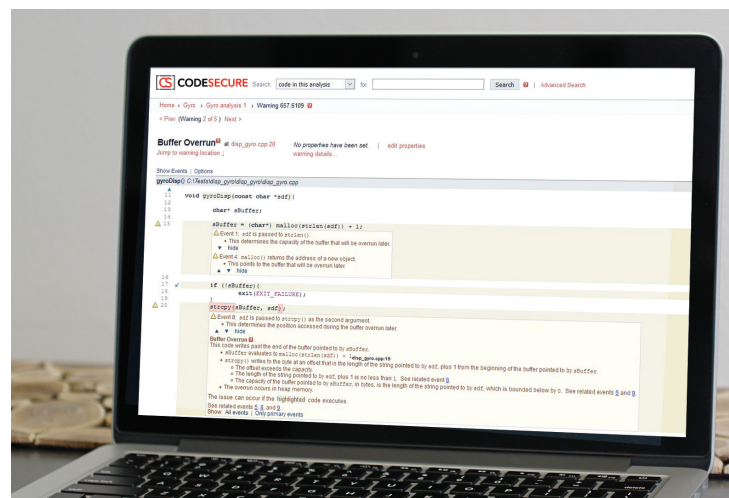 CS CODESECURE Search code in this analysis for Search | Advanced Search
Home › Gyro › Gyro analysis 1 › Warning 657.6109
< Prev (Warning 2 of 5) Next >
Buffer Overrun at disp_gyro.cpp:20 No properties have been set. | edit properties
Jump to warning location ↓ warning details...
Show Events | Options
gyroDisp() C:\Tests\disp_gyro\disp_gyro\disp_gyro.cpp
11 void gyroDisp(const char *sdf){
12
13 char* sBuffer;
14
15 sBuffer = (char*) malloc(strlen(sdf)) + 1;
Event 1: sdf is passed to strlen().
• This determines the capacity of the buffer that will be overrun later.
▼ hide
Event 4: malloc() returns the address of a new object.
• This points to the buffer that will be overrun later.
▲ ▼ hide
16
17 if (!sBuffer){
18 exit(EXIT_FAILURE);
19 }
20 strcpy(sBuffer, sdf);
Event 8: sdf is passed to strcpy() as the second argument.
• This determines the position accessed during the buffer overrun later.
▲ ▼ hide
Buffer Overrun
This code writes past the end of the buffer pointed to by sBuffer.
• sBuffer evaluates to malloc(strlen(sdf)) + 1 disp_gyro.cpp:15
• strcpy() writes to the byte at an offset that is the length of the string pointed to by sdf, plus 1 from the beginning of the buffer pointed to by sBuffer.
o The offset exceeds the capacity.
o The length of the string pointed to by sdf, plus 1 is no less than 1. See related event 8.
o The capacity of the buffer pointed to by sBuffer, in bytes, is the length of the string pointed to by sdf, which is bounded below by 0. See related events 5 and 9.
• The overrun occurs in heap memory.
The issue can occur if the highlighted code executes.
See related events 5, 8, and 9.
Show: All events | Only primary events